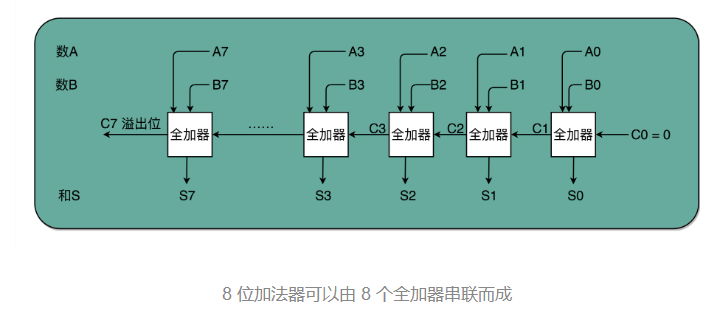 数A A7 A3 A2 A1 A0
数B B7 B3 B2 B1 B0
C7 溢出位 全加器 …… 全加器 C3 全加器 C2 全加器 C1 全加器 C0 = 0
和S S7 S3 S2 S1 S0
8 位加法器可以由 8 个全加器串联而成